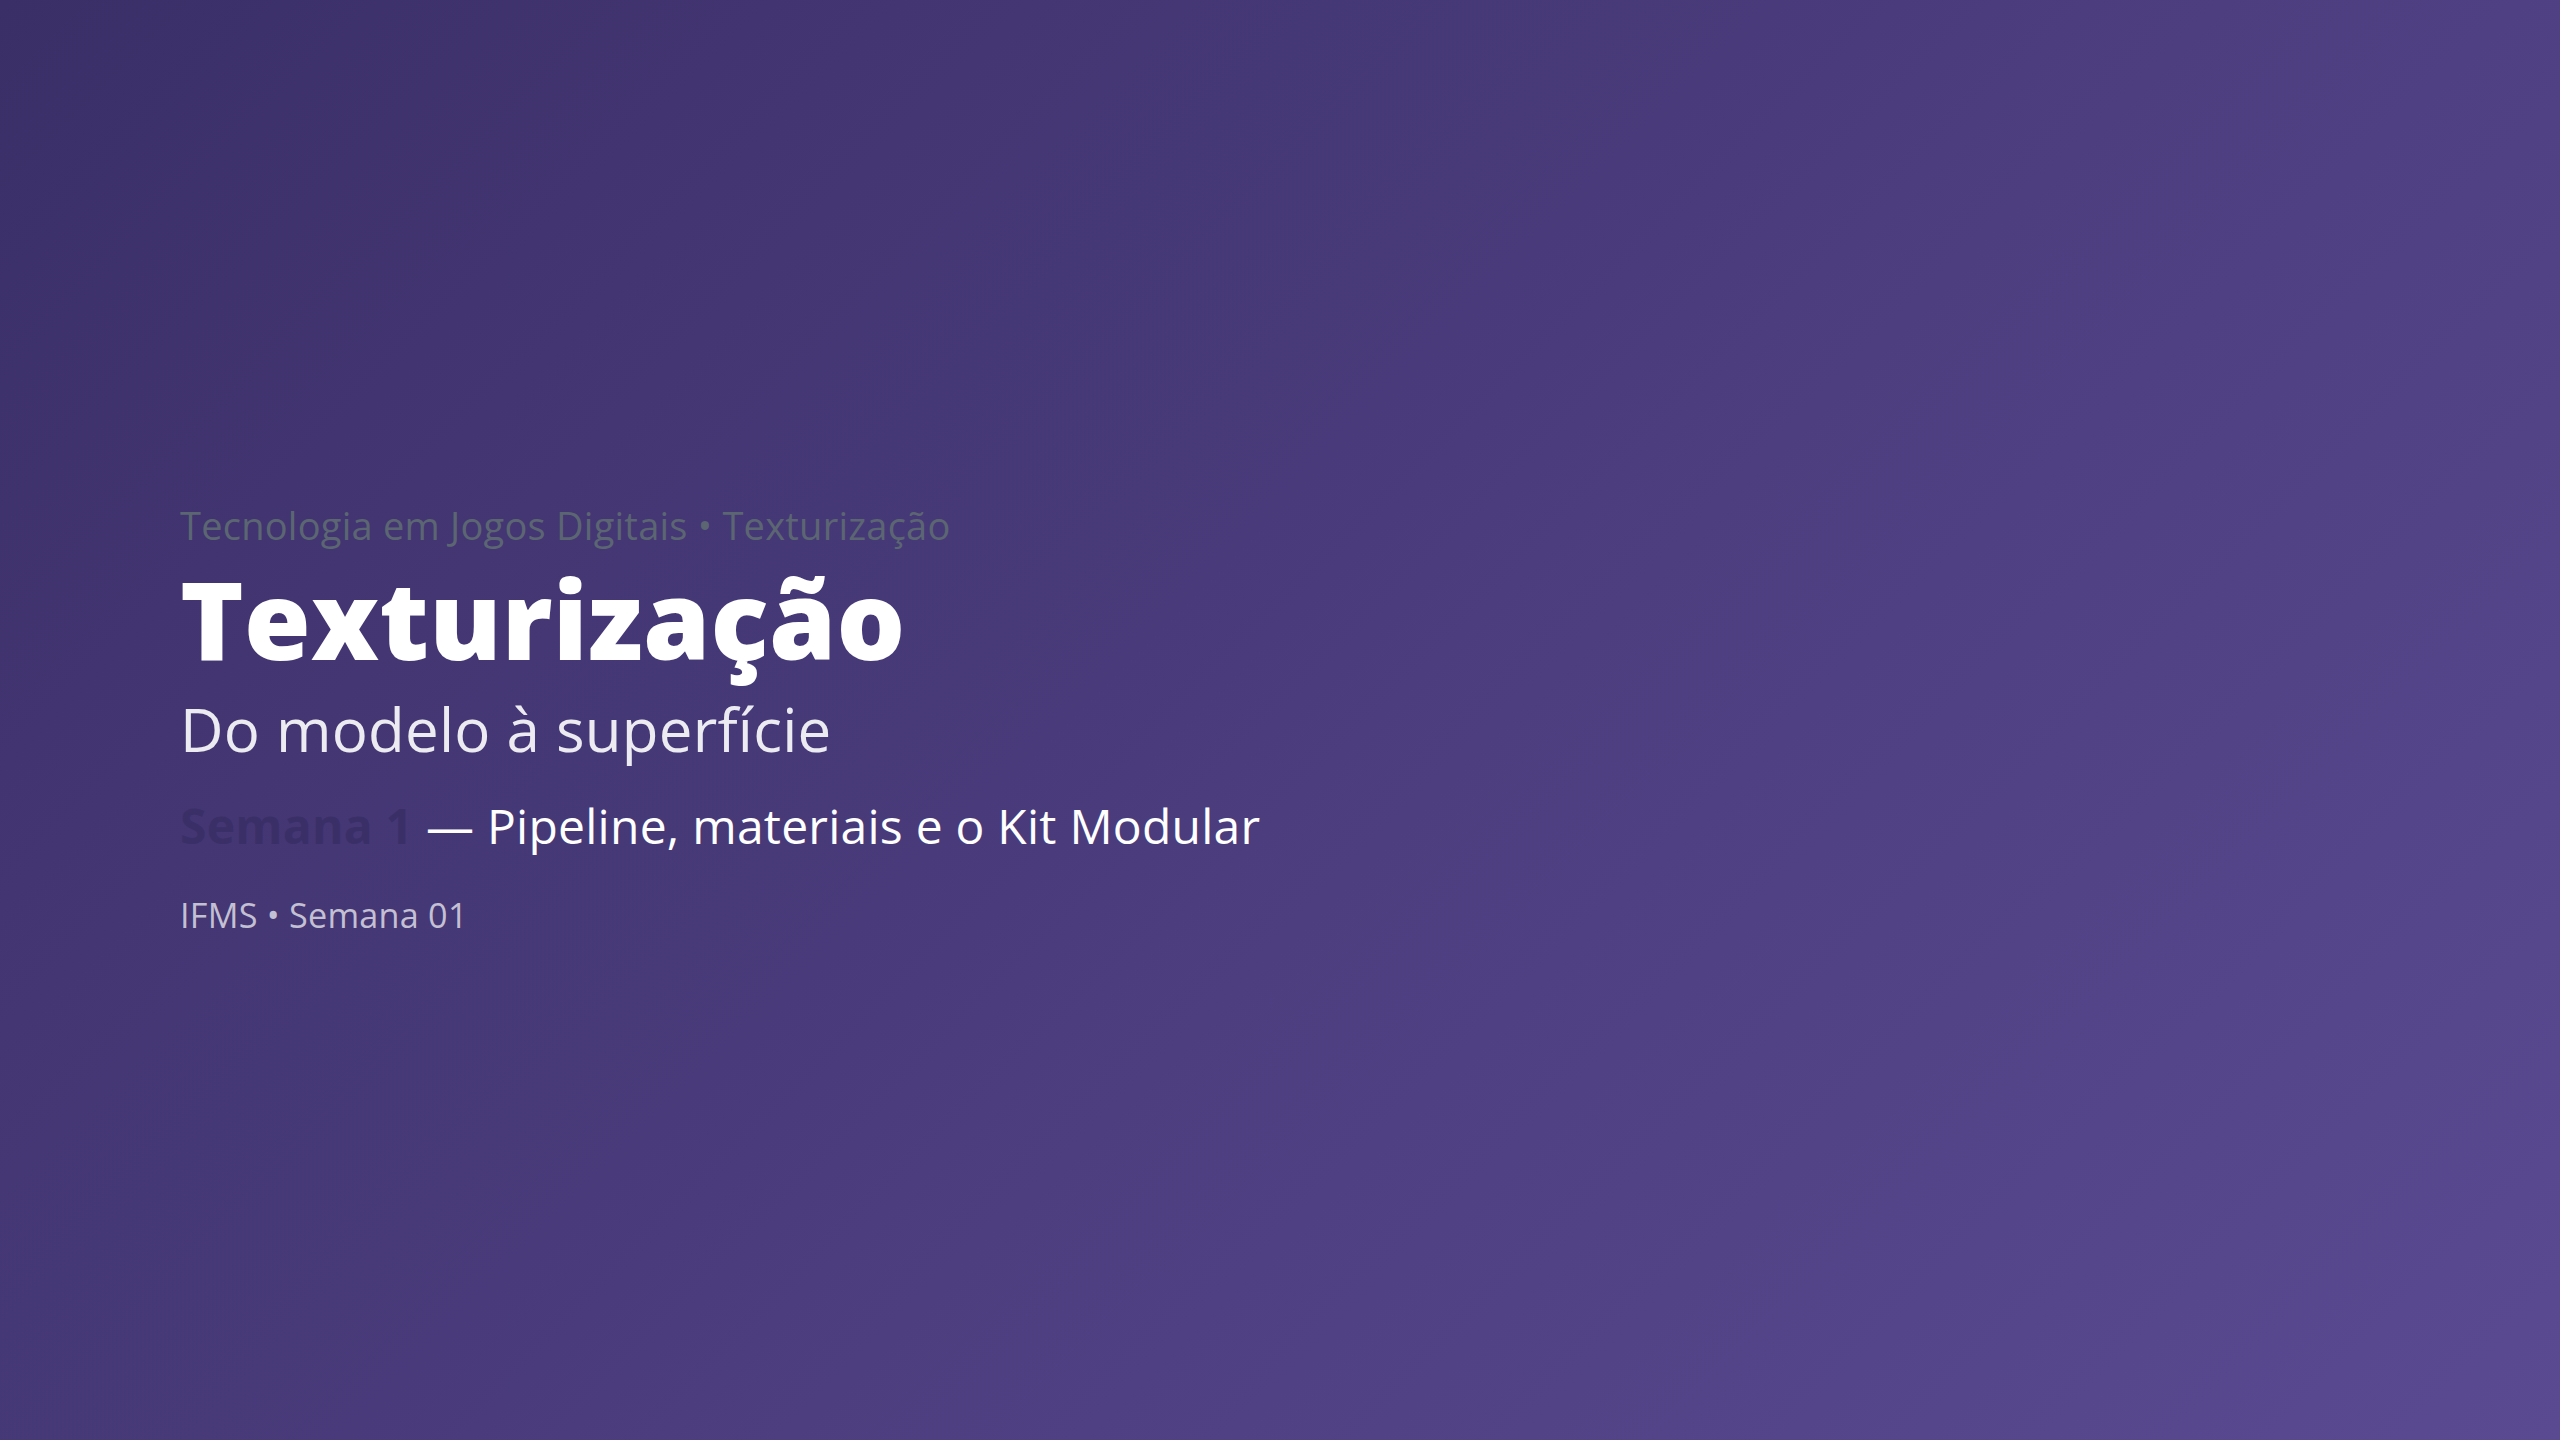 Tecnologia em Jogos Digitais • Texturização
Texturização
Do modelo à superfície
Semana 1 — Pipeline, materiais e o Kit Modular
IFMS • Semana 01